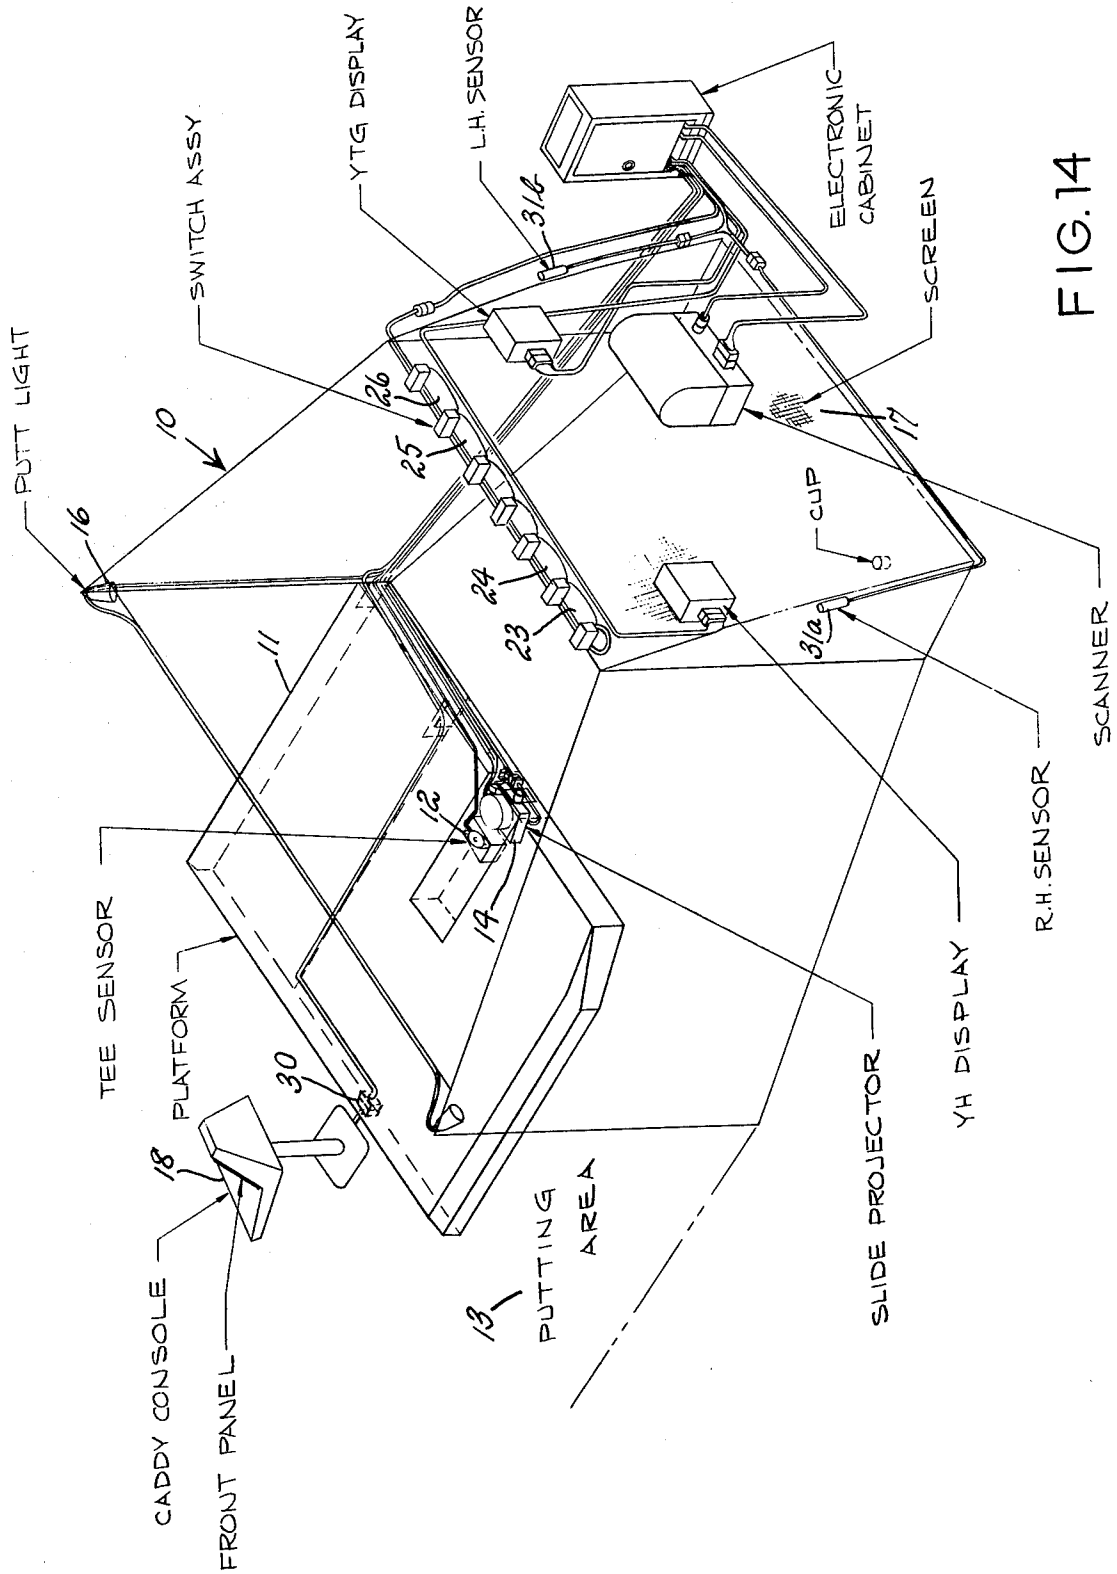 PUTT LIGHT
10
16
SWITCH ASSY.
YTG DISPLAY
L.H. SENSOR
31b
26
25
24
23
11
TEE SENSOR
12
14
PLATFORM
30
18
CADDY CONSOLE
FRONT PANEL
13
PUTTING
AREA
ELECTRONIC
CABINET
SCREEN
17
CUP
31a
SCANNER
R.H. SENSOR
YH DISPLAY
SLIDE PROJECTOR
FIG. 14